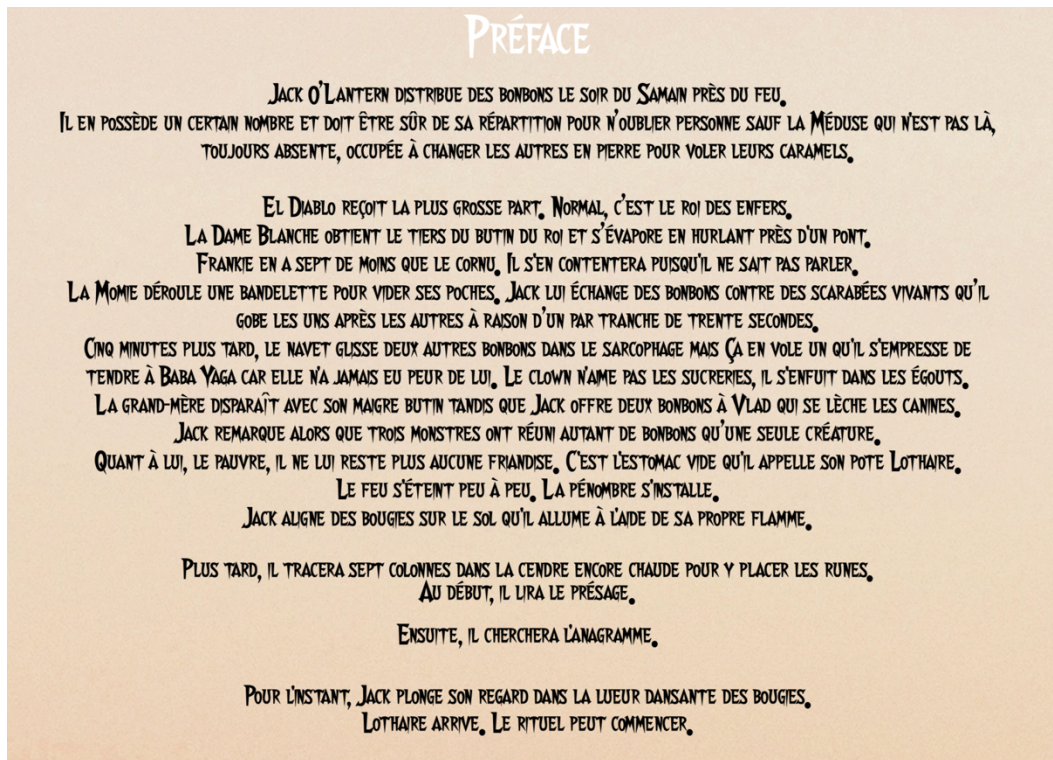 Préface
Jack O'Lantern distribue des bonbons le soir du Samain près du feu.
Il en possède un certain nombre et doit être sûr de sa répartition pour n'oublier personne sauf la Méduse qui n'est pas là,
toujours absente, occupée à changer les autres en pierre pour voler leurs caramels.
El Diablo reçoit la plus grosse part. Normal, c'est le roi des enfers.
La Dame Blanche obtient le tiers du butin du roi et s'évapore en hurlant près d'un pont.
Frankie en a sept de moins que le cornu. Il s'en contentera puisqu'il ne sait pas parler.
La Momie déroule une bandelette pour vider ses poches. Jack lui échange des bonbons contre des scarabées vivants qu'il
gobe les uns après les autres à raison d'un par tranche de trente secondes.
Cinq minutes plus tard, le navet glisse deux autres bonbons dans le sarcophage mais Ça en vole un qu'il s'empresse de
tendre à Baba Yaga car elle n'a jamais eu peur de lui. Le clown n'aime pas les sucreries, il s'enfuit dans les égouts.
La grand-mère disparaît avec son maigre butin tandis que Jack offre deux bonbons à Vlad qui se lèche les canines.
Jack remarque alors que trois monstres ont réuni autant de bonbons qu'une seule créature.
Quant à lui, le pauvre, il ne lui reste plus aucune friandise. C'est l'estomac vide qu'il appelle son pote Lothaire.
Le feu s'éteint peu à peu. La pénombre s'installe.
Jack aligne des bougies sur le sol qu'il allume à l'aide de sa propre flamme.
Plus tard, il tracera sept colonnes dans la cendre encore chaude pour y placer les runes.
Au début, il lira le présage.
Ensuite, il cherchera l'anagramme.
Pour l'instant, Jack plonge son regard dans la lueur dansante des bougies.
Lothaire arrive. Le rituel peut commencer.